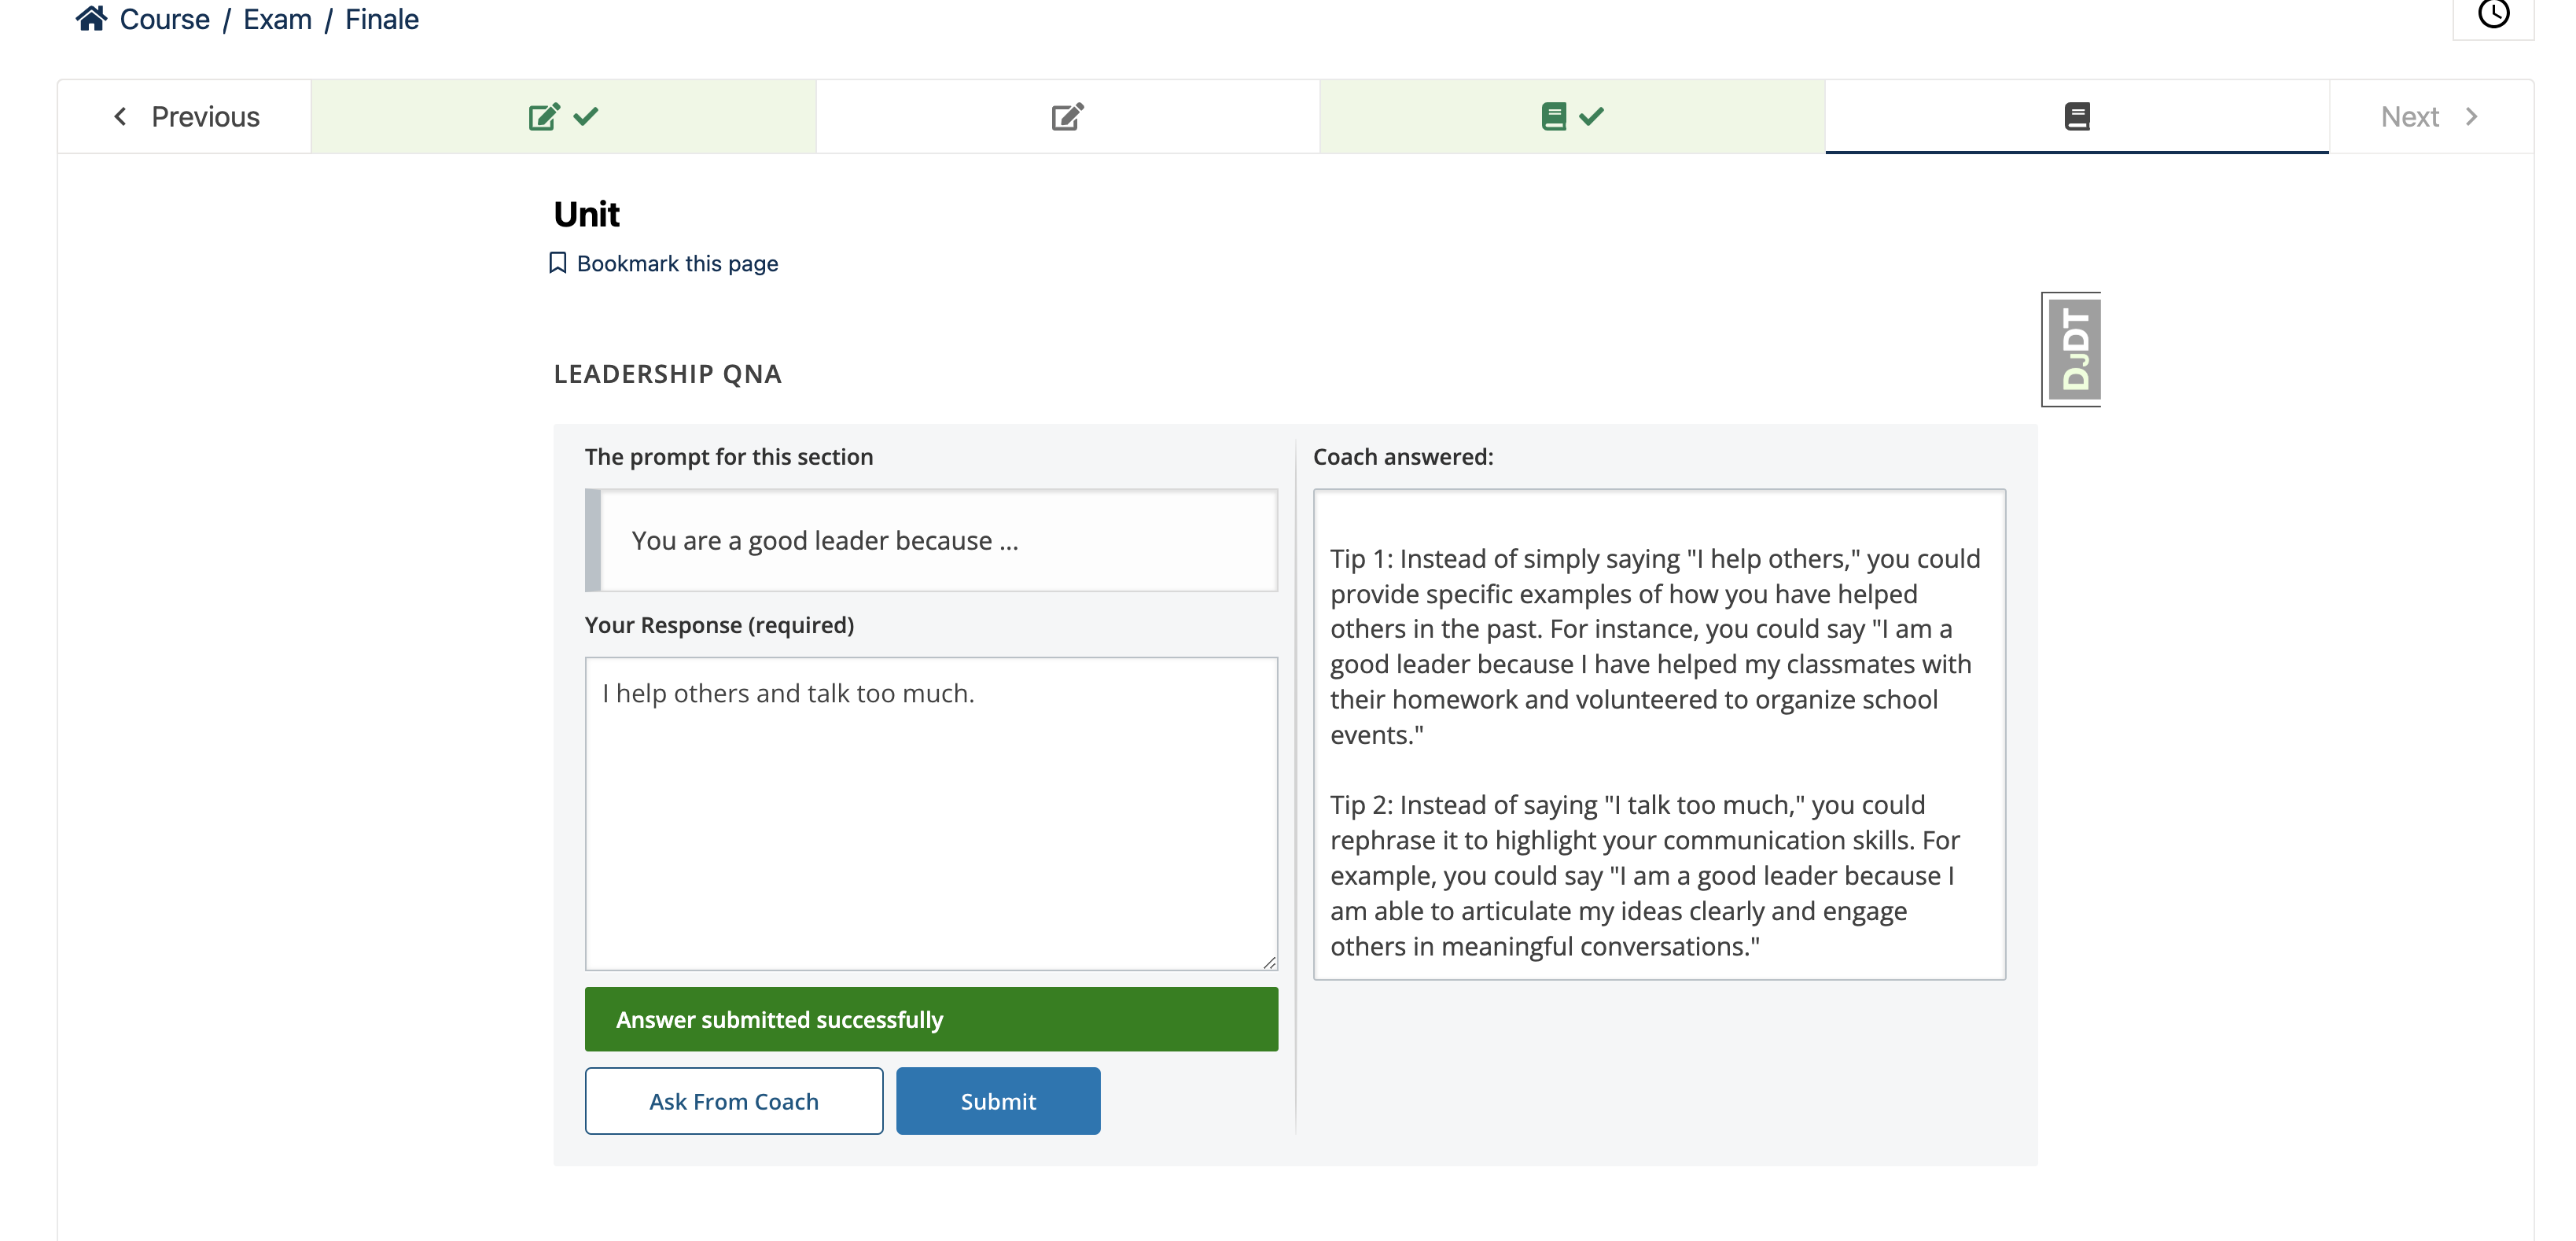 Course / Exam / Finale
Previous
Next
Unit
Bookmark this page
DJDT
LEADERSHIP QNA
The prompt for this section
You are a good leader because ...
Your Response (required)
I help others and talk too much.
Answer submitted successfully
Ask From Coach
Submit
Coach answered:
Tip 1: Instead of simply saying "I help others," you could
provide specific examples of how you have helped
others in the past. For instance, you could say "I am a
good leader because I have helped my classmates with
their homework and volunteered to organize school
events."
Tip 2: Instead of saying "I talk too much," you could
rephrase it to highlight your communication skills. For
example, you could say "I am a good leader because I
am able to articulate my ideas clearly and engage
others in meaningful conversations."